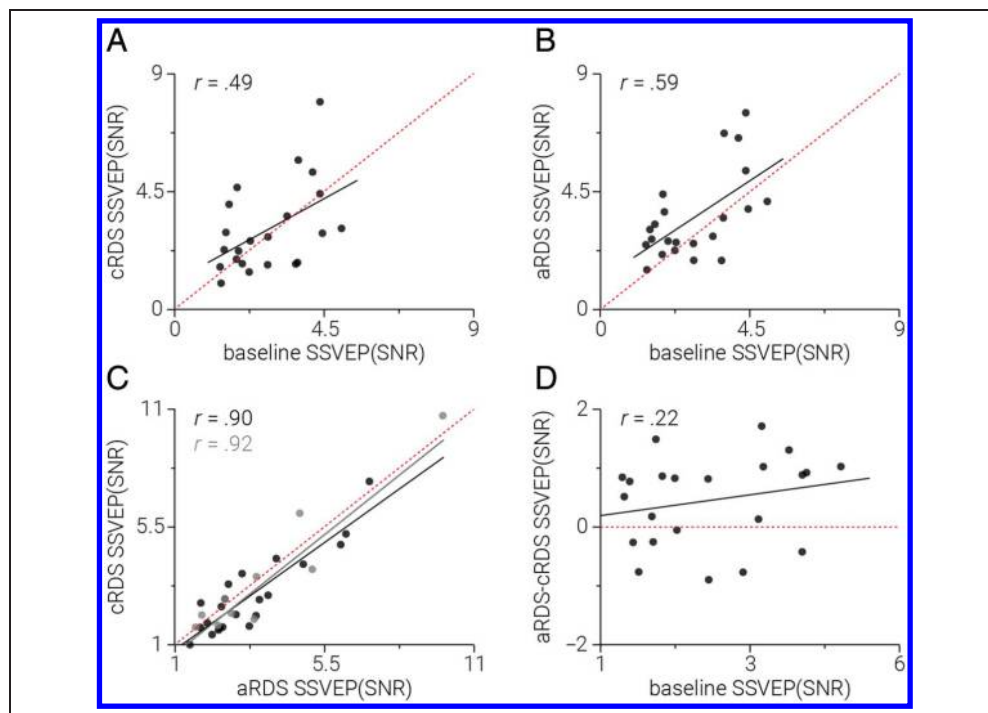 A
r = .49
cRDS SSVEP(SNR)
9
4.5
0
0 4.5 9
baseline SSVEP(SNR)
B
r = .59
aRDS SSVEP(SNR)
9
4.5
0
0 4.5 9
baseline SSVEP(SNR)
C
r = .90
r = .92
cRDS SSVEP(SNR)
11
5.5
1
1 5.5 11
aRDS SSVEP(SNR)
D
r = .22
aRDS-cRDS SSVEP(SNR)
2
0
−2
1 3 6
baseline SSVEP(SNR)